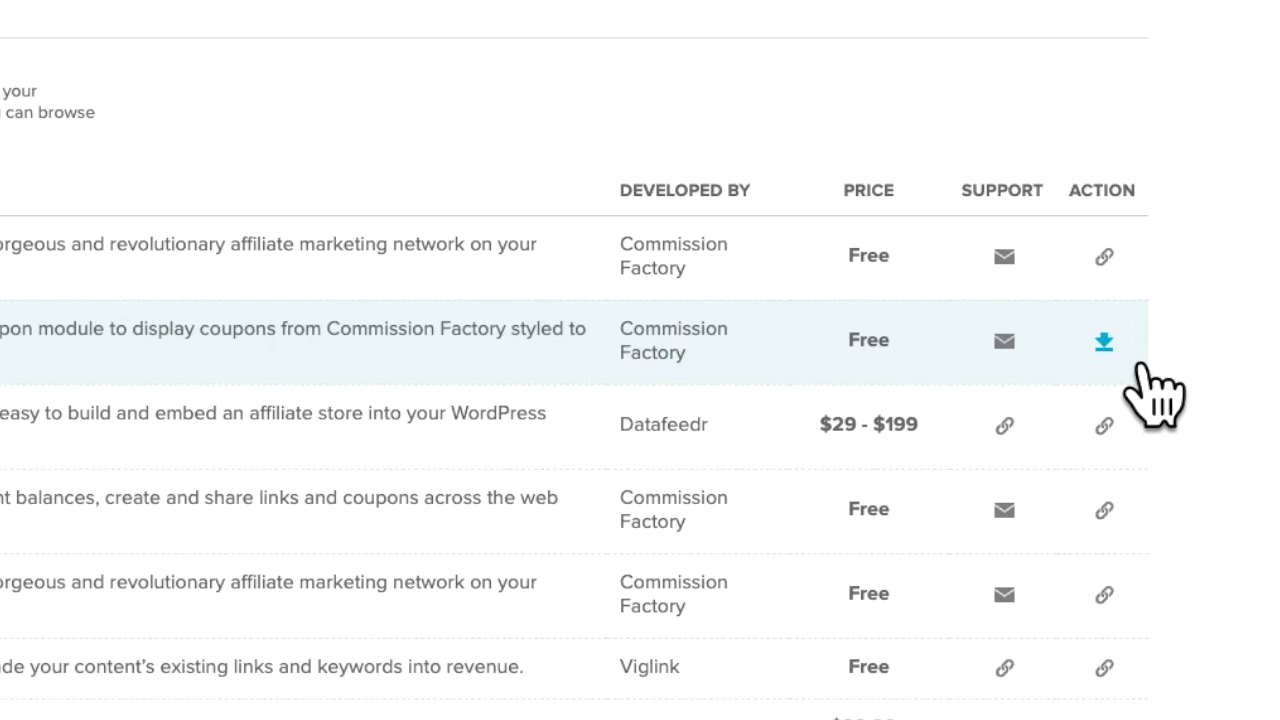 your
can browse
DEVELOPED BY PRICE SUPPORT ACTION
orgeous and revolutionary affiliate marketing network on your
Commission
Factory
Free
module to display coupons from Commission Factory styled to
Commission
Factory
Free
easy to build and embed an affiliate store into your WordPress
Datafeedr
$29 - $199
balances, create and share links and coupons across the web
Commission
Factory
Free
orgeous and revolutionary affiliate marketing network on your
Commission
Factory
Free
your content's existing links and keywords into revenue.
Viglink
Free